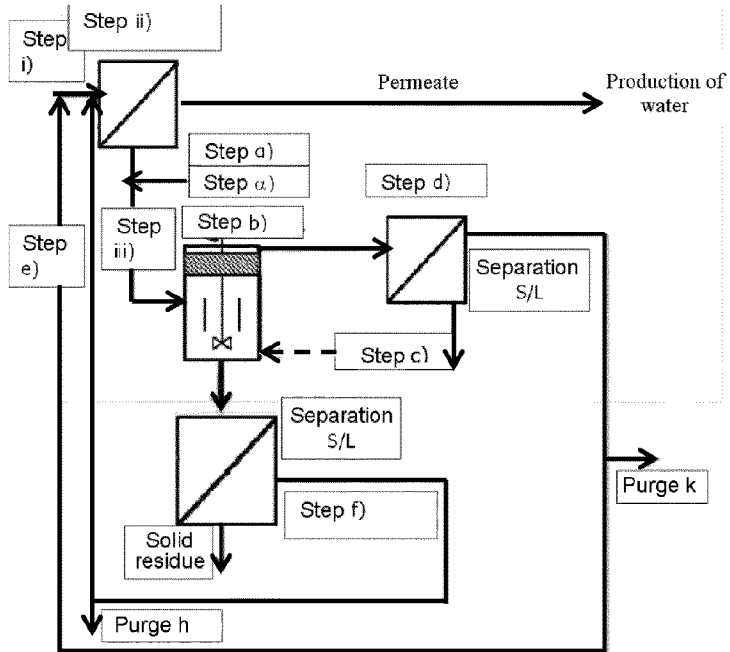 Step ii)
Step
i)
Permeate
Production of
water
Step a)
Step α)
Step d)
Step
iii)
Step b)
Step
e)
Separation
S/L
Step c)
Separation
S/L
Purge k
Step f)
Solid
residue
Purge h